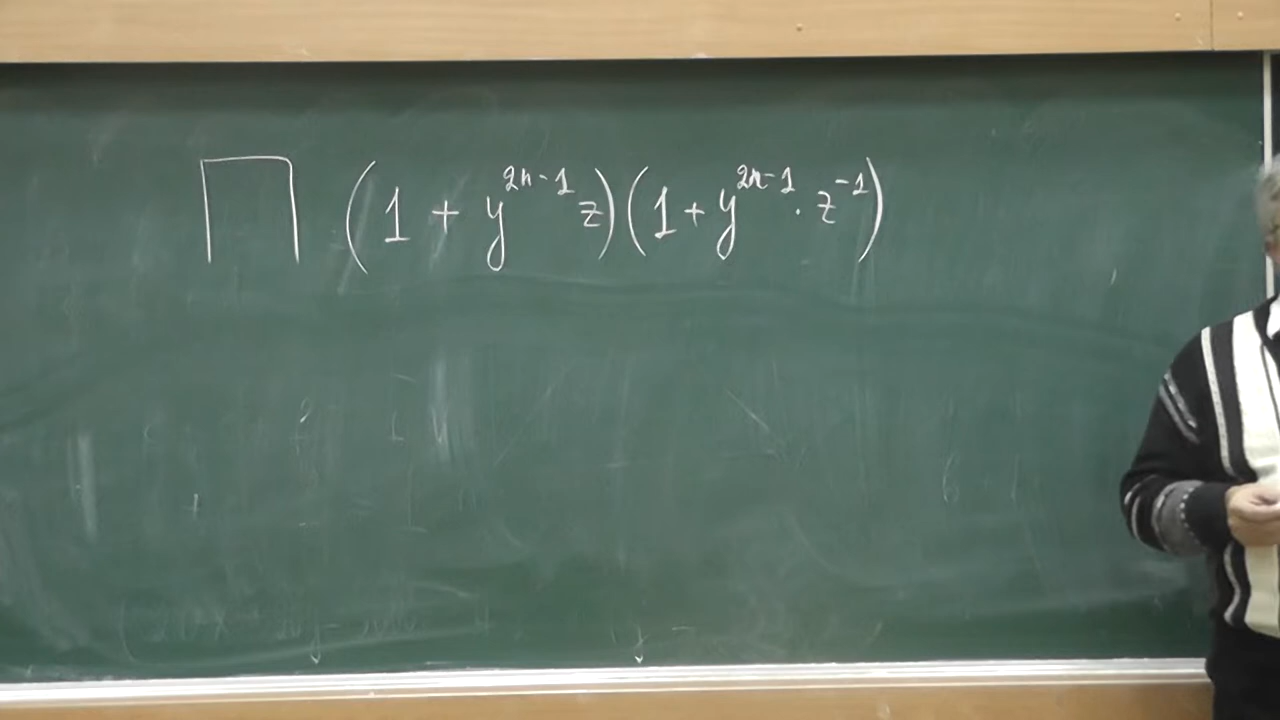 ∏ (1 + y^{2n-1} z)(1 + y^{2n-1} · z^{-1})